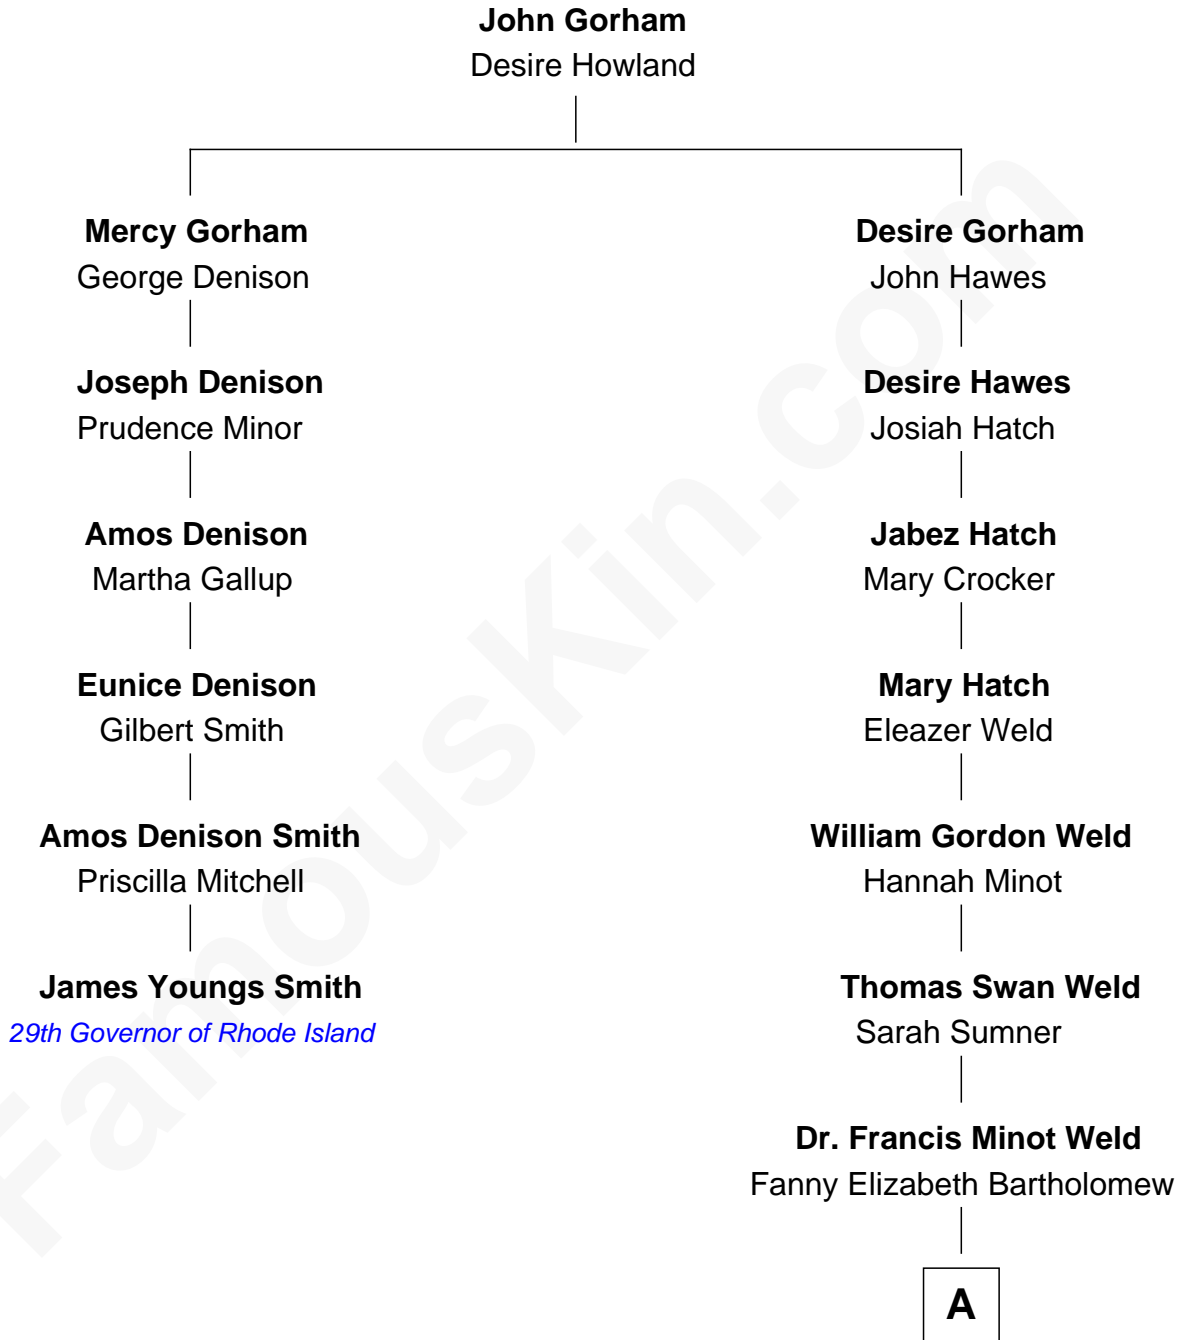 John Gorham
Desire Howland
Mercy Gorham
George Denison
Desire Gorham
John Hawes
Joseph Denison
Prudence Minor
Desire Hawes
Josiah Hatch
Amos Denison
Martha Gallup
Jabez Hatch
Mary Crocker
Eunice Denison
Gilbert Smith
Mary Hatch
Eleazer Weld
Amos Denison Smith
Priscilla Mitchell
William Gordon Weld
Hannah Minot
James Youngs Smith
29th Governor of Rhode Island
Thomas Swan Weld
Sarah Sumner
Dr. Francis Minot Weld
Fanny Elizabeth Bartholomew
A
FamousKin.com